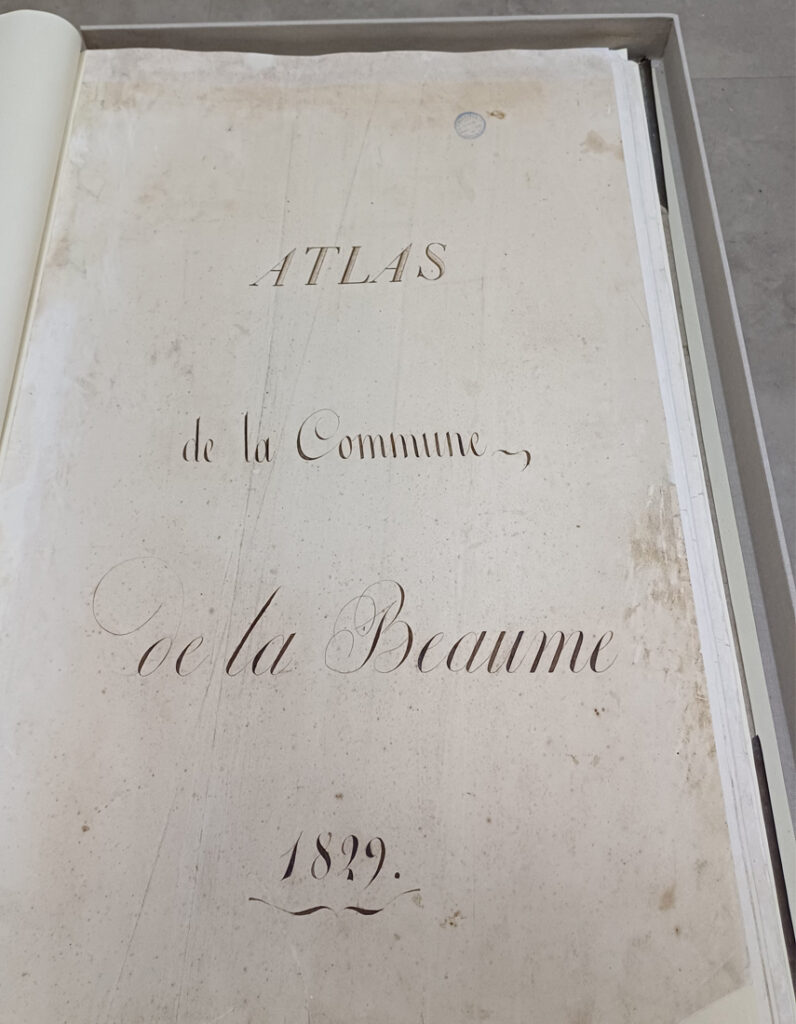 ATLAS
de la Commune
de la Beaume
1829.